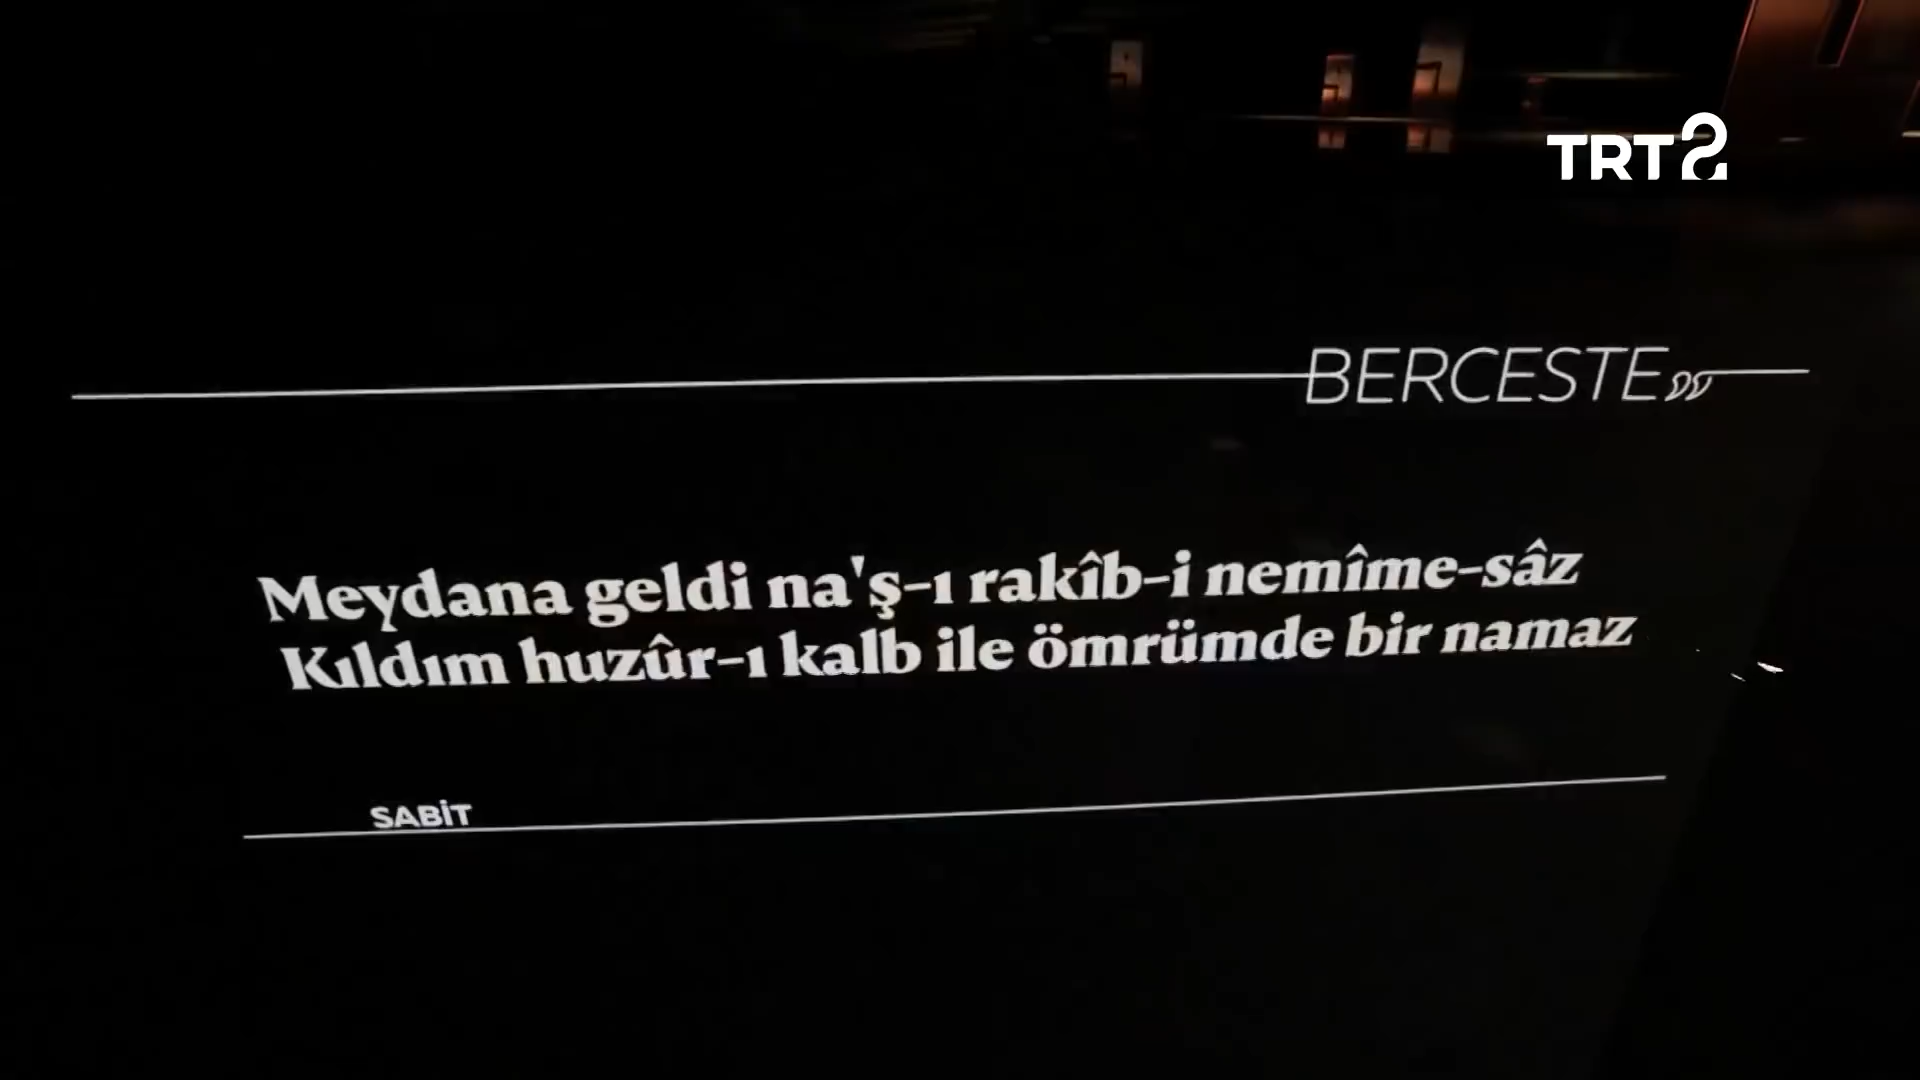 TRT2
BERCESTE
Meydana geldi na'ş-ı rakîb-i nemîme-sâz
Kıldım huzûr-ı kalb ile ömrümde bir namaz
SABİT